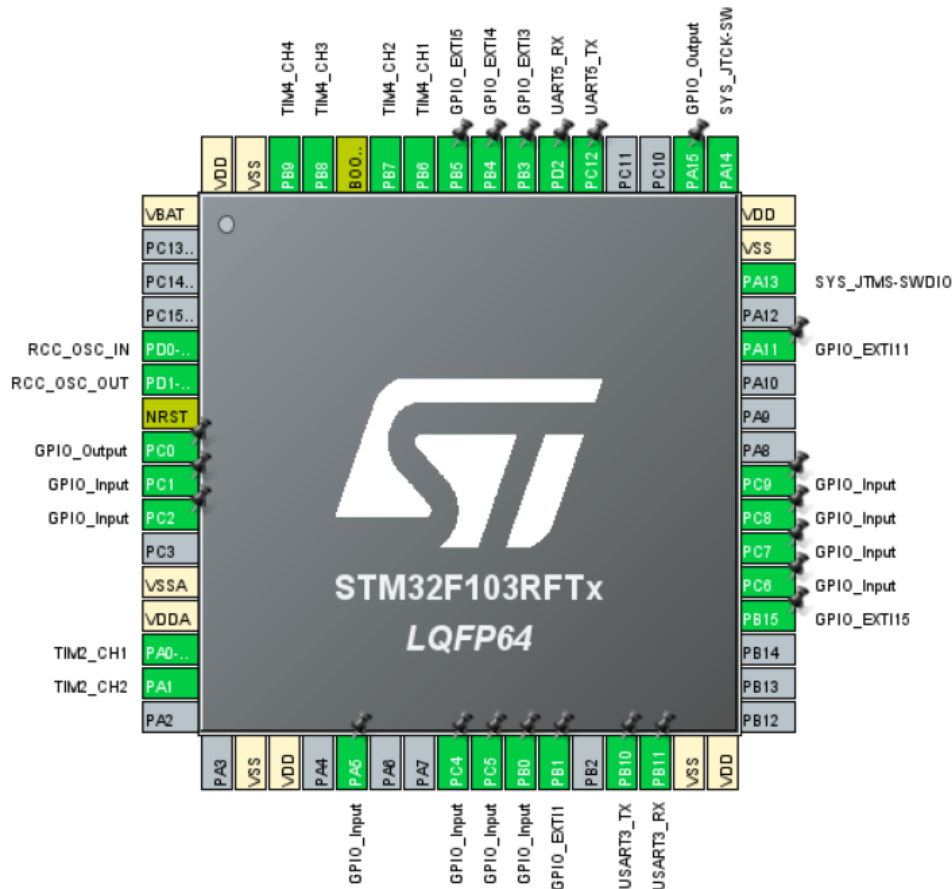 TIM4_CH4
TIM4_CH3
TIM4_CH2
TIM4_CH1
GPIO_EXTI5
GPIO_EXTI4
GPIO_EXTI3
UART5_RX
UART5_TX
GPIO_Output
SYS_JTCK-SW
VDD
VSS
PB9
PB8
BOO..
PB7
PB6
PB5
PB4
PB3
PD2
PC12
PC11
PC10
PA15
PA14
VBAT
PC13..
PC14..
PC15..
RCC_OSC_IN PD0-..
RCC_OSC_OUT PD1-..
NRST
GPIO_Output PC0
GPIO_Input PC1
GPIO_Input PC2
PC3
VSSA
VDDA
TIM2_CH1 PA0-..
TIM2_CH2 PA1
PA2
ST
STM32F103RFTx
LQFP64
VDD
VSS
PA13 SYS_JTMS-SWDIO
PA12
PA11 GPIO_EXTI11
PA10
PA9
PA8
PC9 GPIO_Input
PC8 GPIO_Input
PC7 GPIO_Input
PC6 GPIO_Input
PB15 GPIO_EXTI15
PB14
PB13
PB12
PA3
VSS
VDD
PA4
PA5
PA6
PA7
PC4
PC5
PB0
PB1
PB2
PB10
PB11
VSS
VDD
GPIO_Input
GPIO_Input
GPIO_Input
GPIO_Input
GPIO_EXTI1
USART3_TX
USART3_RX